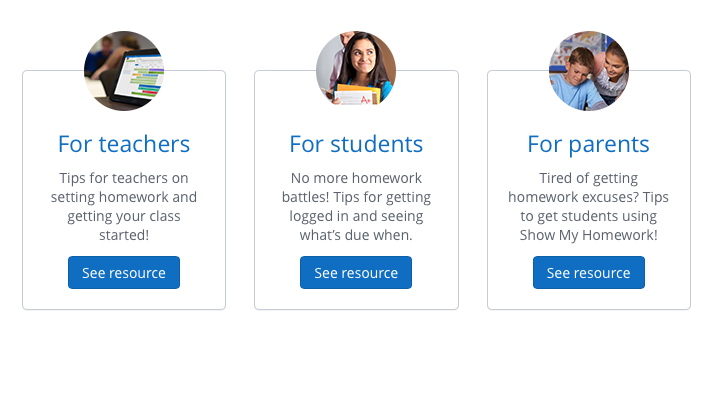 For teachers
Tips for teachers on
setting homework and
getting your class
started!
See resource
A+
For students
No more homework
battles! Tips for getting
logged in and seeing
what's due when.
See resource
For parents
Tired of getting
homework excuses? Tips
to get students using
Show My Homework!
See resource